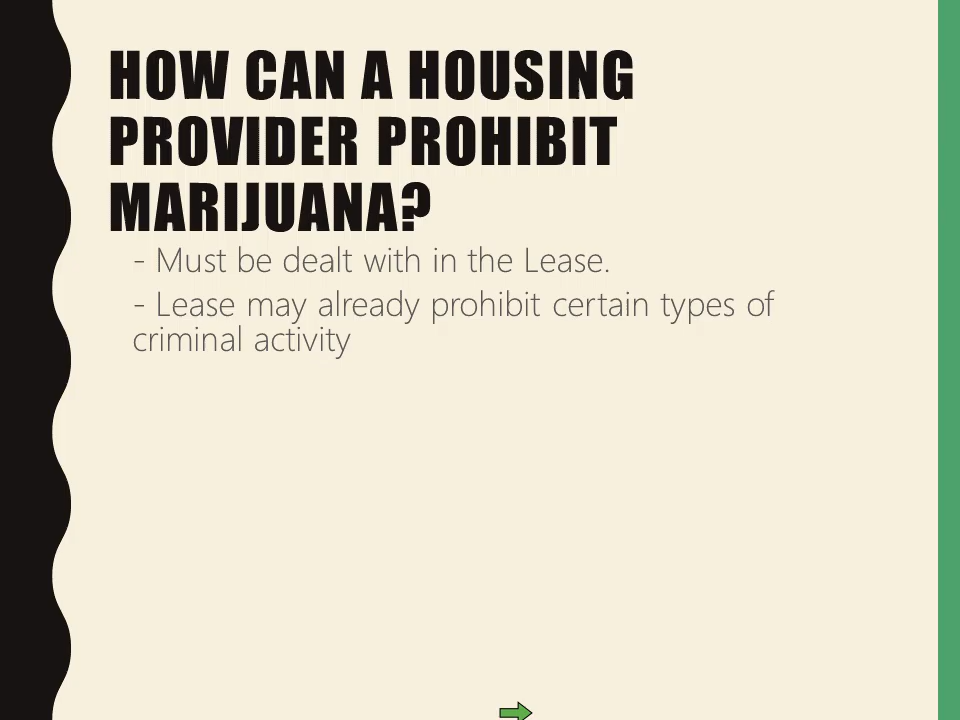 HOW CAN A HOUSING
PROVIDER PROHIBIT
MARIJUANA?
- Must be dealt with in the Lease.
- Lease may already prohibit certain types of
criminal activity